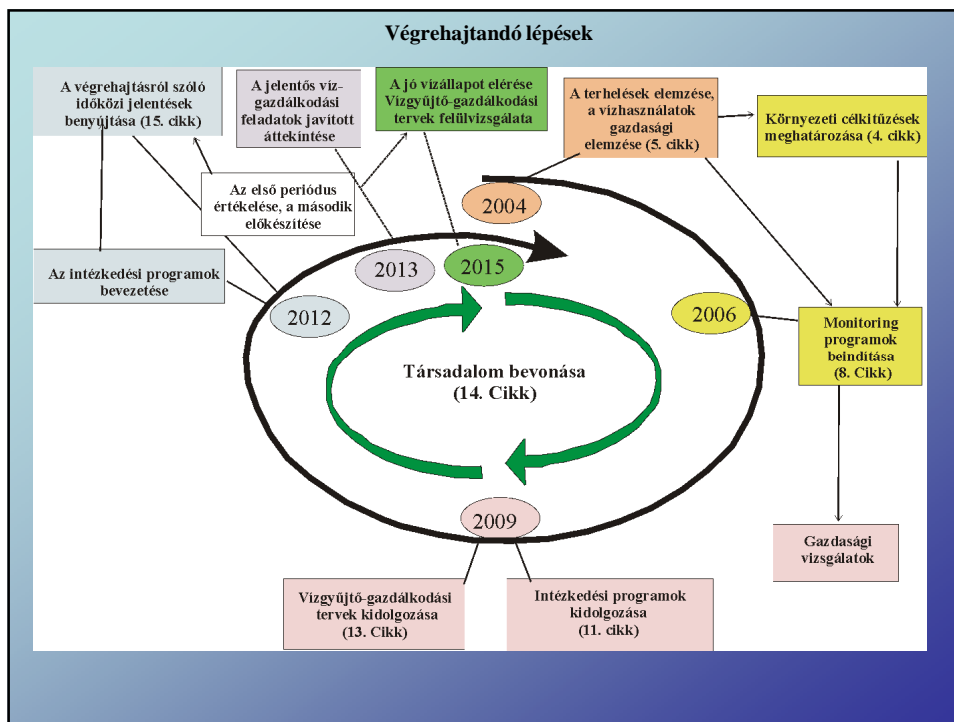 Végrehajtandó lépések
A végrehajtásról szóló
időközi jelentések
benyújtása (15. cikk)
A jelentős víz-
gazdálkodási
feladatok javított
áttekintése
A jó vízállapot elérése
Vízgyűjtő-gazdálkodási
tervek felülvizsgálata
A terhelések elemzése,
a vízhasználatok
gazdasági
elemzése (5. cikk)
Környezeti célkitűzések
meghatározása (4. cikk)
Az első periódus
értékelése, a második
előkészítése
2004
Az intézkedési programok
bevezetése
2013
2015
2012
2006
Monitoring
programok
beindítása
(8. Cikk)
Társadalom bevonása
(14. Cikk)
2009
Gazdasági
vizsgálatok
Vízgyűjtő-gazdálkodási
tervek kidolgozása
(13. Cikk)
Intézkedési programok
kidolgozása
(11. cikk)